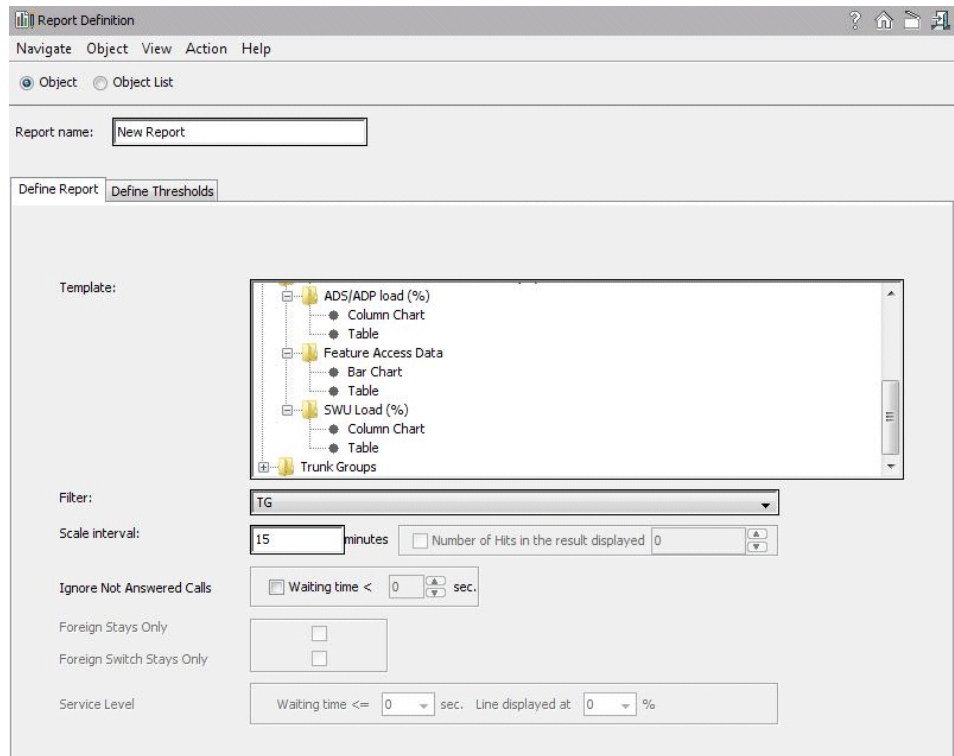 Report Definition
Navigate Object View Action Help
Object Object List
Report name: New Report
Define Report Define Thresholds
Template:
ADS/ADP load (%)
Column Chart
Table
Feature Access Data
Bar Chart
Table
SWU Load (%)
Column Chart
Table
Trunk Groups
Filter: TG
Scale interval: 15 minutes Number of Hits in the result displayed 0
Ignore Not Answered Calls Waiting time < 0 sec.
Foreign Stays Only
Foreign Switch Stays Only
Service Level Waiting time <= 0 sec. Line displayed at 0 %